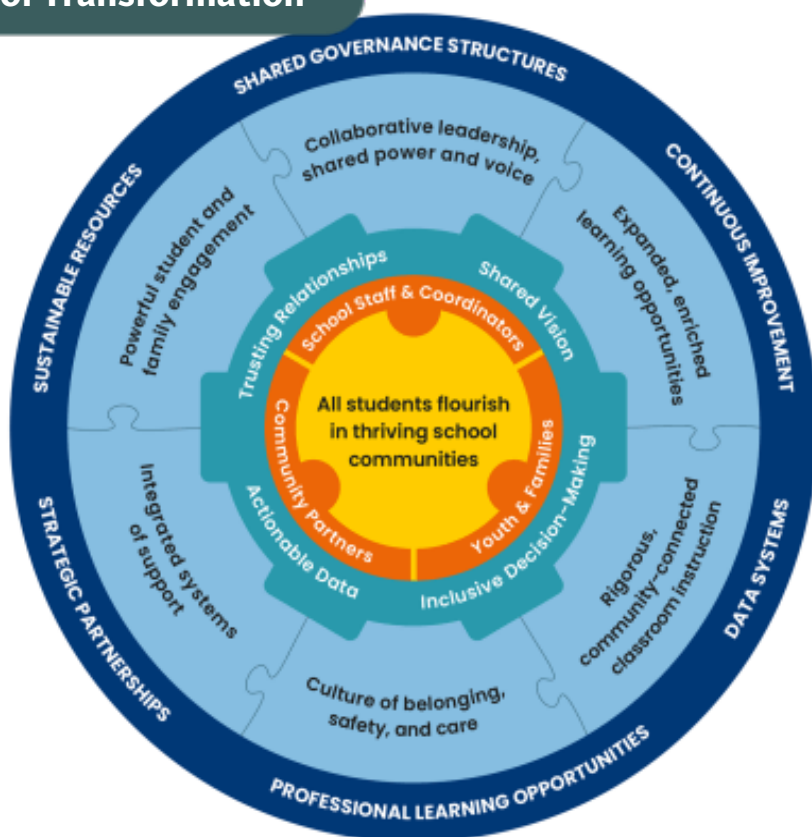 or Transformation
SHARED GOVERNANCE STRUCTURES
CONTINUOUS IMPROVEMENT
DATA SYSTEMS
PROFESSIONAL LEARNING OPPORTUNITIES
STRATEGIC PARTNERSHIPS
SUSTAINABLE RESOURCES
Collaborative leadership,
shared power and voice
Expanded, enriched
learning opportunities
Rigorous,
community-connected
classroom instruction
Culture of belonging,
safety, and care
Integrated systems
of support
Powerful student and
family engagement
Trusting Relationships
Shared Vision
Inclusive Decision-Making
Actionable Data
School Staff & Coordinators
Youth & Families
Community Partners
All students flourish
in thriving school
communities